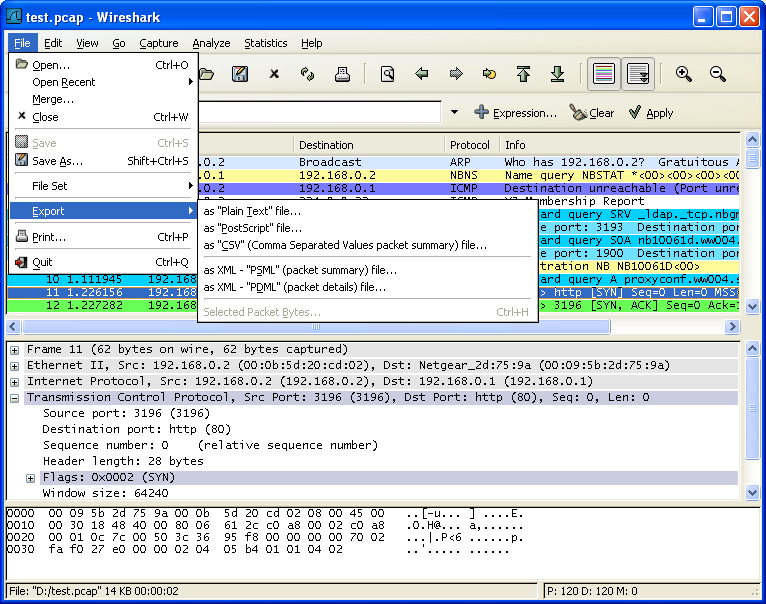 test.pcap - Wireshark
File Edit View Go Capture Analyze Statistics Help
Open... Ctrl+O
Open Recent
Merge...
Close Ctrl+W
Save Ctrl+S
Save As... Shift+Ctrl+S
File Set
Export
Print... Ctrl+P
Quit Ctrl+Q
Expression... Clear Apply
Destination Protocol Info
.0.2 Broadcast ARP Who has 192.168.0.2? Gratuitous A
.0.1 192.168.0.2 NBNS Name query NBSTAT *<00><00><00><0
.0.2 192.168.0.1 ICMP Destination unreachable (Port unr
Membership Report
as "Plain Text" file...
as "PostScript" file...
as "CSV" (Comma Separated Values packet summary) file...
as XML - "PSML" (packet summary) file...
as XML - "PDML" (packet details) file...
Selected Packet Bytes... Ctrl+H
ard query SRV _ldap._tcp.nbgm
e port: 3193 Destination por
ard query SOA nb10061d.ww004.
e port: 1900 Destination por
tration NB NB10061D<00>
ard query A proxyconf.ww004.s
10 1.111945 192.168
11 1.226156 192.168 > http [SYN] Seq=0 Len=0 MSS=
12 1.227282 192.168 > 3196 [SYN, ACK] Seq=0 Ack=1
Frame 11 (62 bytes on wire, 62 bytes captured)
Ethernet II, Src: 192.168.0.2 (00:0b:5d:20:cd:02), Dst: Netgear_2d:75:9a (00:09:5b:2d:75:9a)
Internet Protocol, Src: 192.168.0.2 (192.168.0.2), Dst: 192.168.0.1 (192.168.0.1)
Transmission Control Protocol, Src Port: 3196 (3196), Dst Port: http (80), Seq: 0, Len: 0
Source port: 3196 (3196)
Destination port: http (80)
Sequence number: 0 (relative sequence number)
Header length: 28 bytes
Flags: 0x0002 (SYN)
Window size: 64240
0000 00 09 5b 2d 75 9a 00 0b 5d 20 cd 02 08 00 45 00 ..[-u... ] ....E.
0010 00 30 18 48 40 00 80 06 61 2c c0 a8 00 02 c0 a8 .0.H@... a,......
0020 00 01 0c 7c 00 50 3c 36 95 f8 00 00 00 00 70 02 ...|.P<6 ......p.
0030 fa f0 27 e0 00 00 02 04 05 b4 01 01 04 02 ..'..... ......
File: "D:/test.pcap" 14 KB 00:00:02 P: 120 D: 120 M: 0